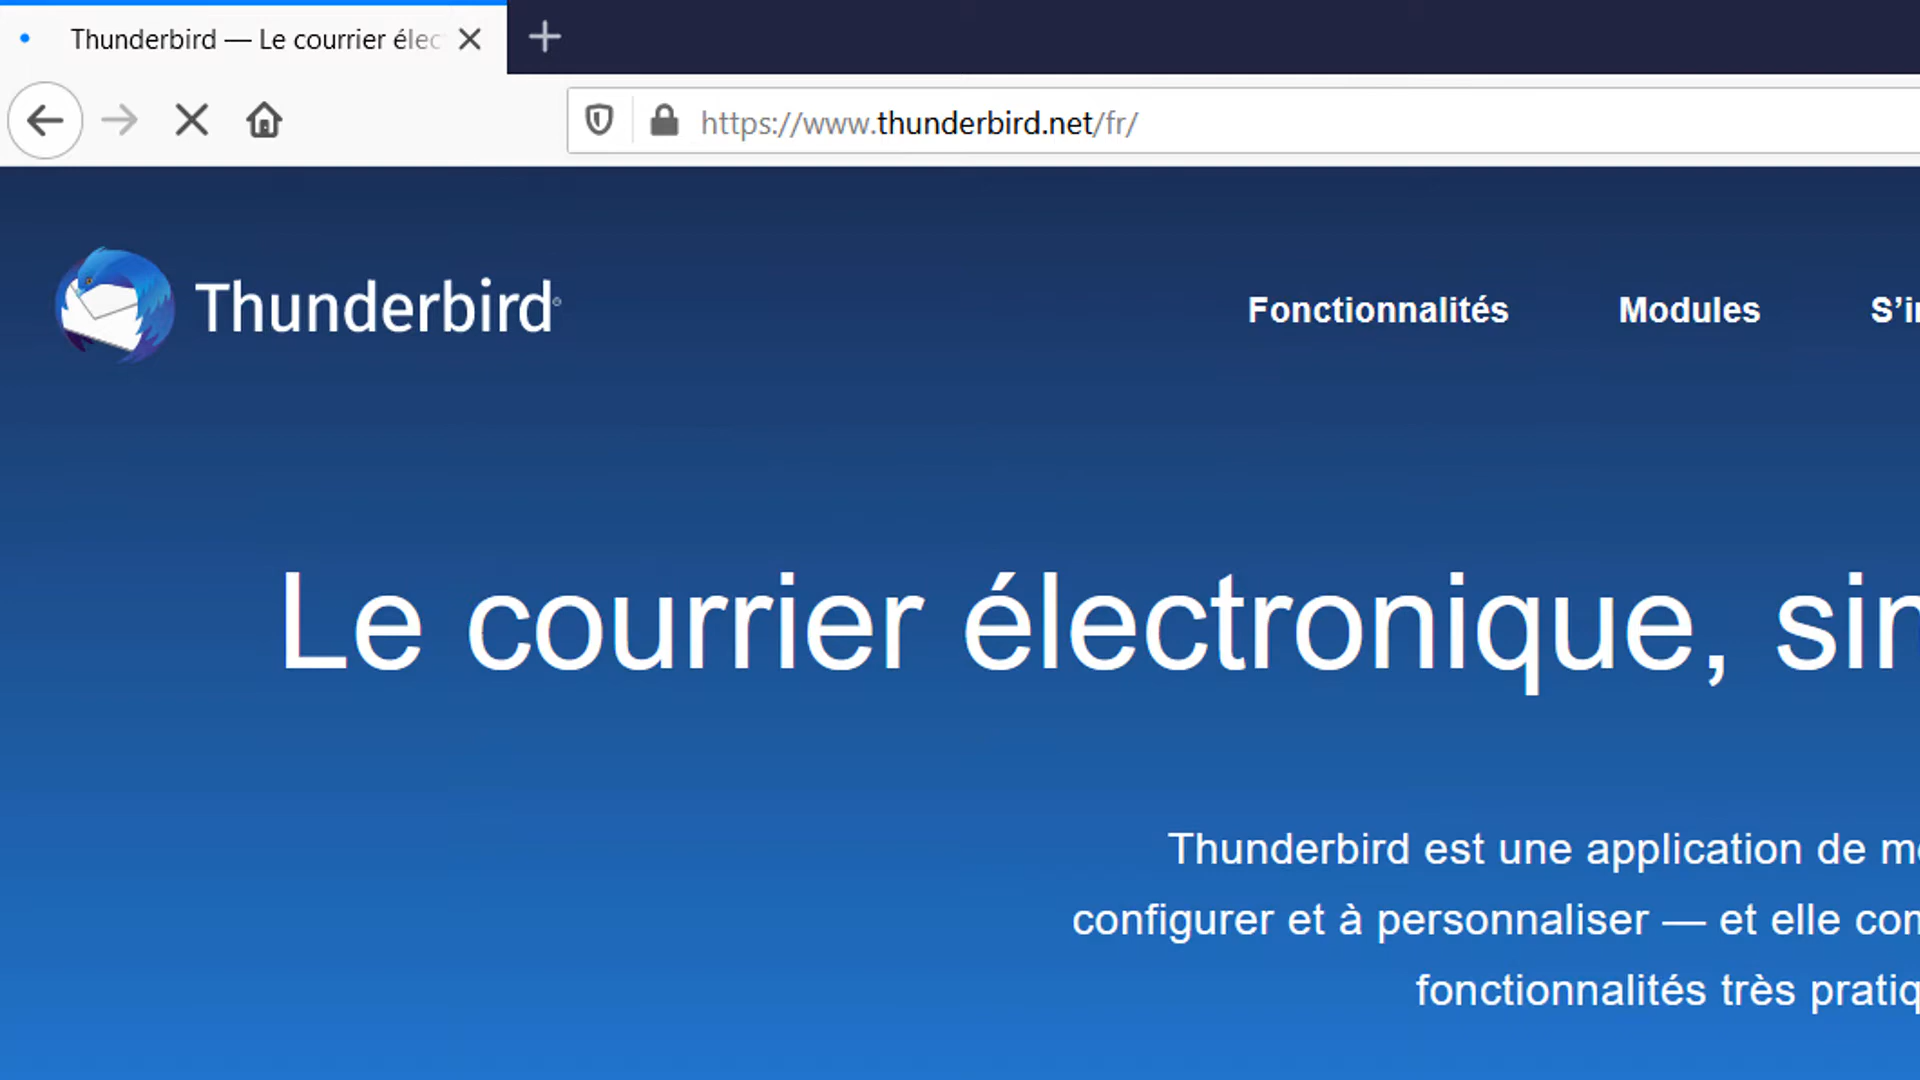 Thunderbird — Le courrier élec
https://www.thunderbird.net/fr/
Thunderbird
Fonctionnalités Modules S’i
Le courrier électronique, sin
Thunderbird est une application de m
configurer et à personnaliser — et elle con
fonctionnalités très pratiq